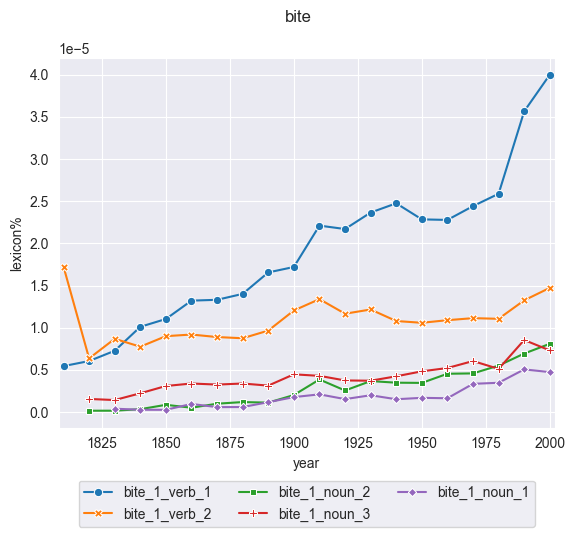 bite
1e−5
4.0
3.5
3.0
2.5
2.0
1.5
1.0
0.5
0.0
lexicon%
1825 1850 1875 1900 1925 1950 1975 2000
year
bite_1_verb_1 bite_1_noun_2 bite_1_noun_1
bite_1_verb_2 bite_1_noun_3